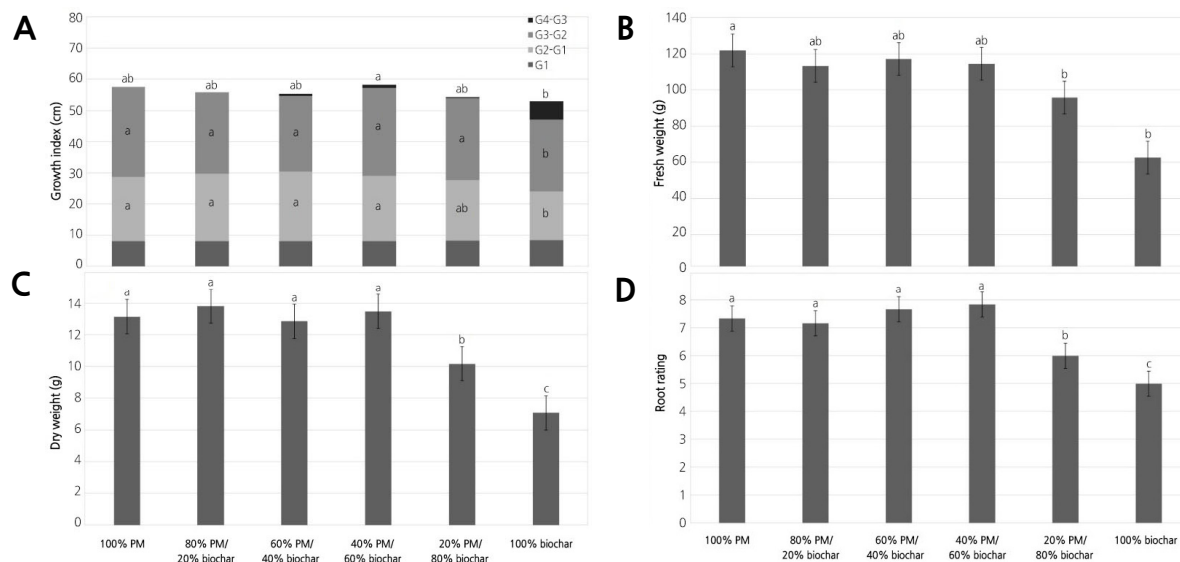 A
Growth index (cm)
80
70
60
50
40
30
20
10
0
G4-G3
G3-G2
G2-G1
G1
ab ab ab a ab b
a a a a a b
a a a a ab b
B
Fresh weight (g)
140
120
100
80
60
40
20
0
a ab ab ab b b
C
Dry weight (g)
14
12
10
8
6
4
2
0
a a a a b c
100% PM
80% PM/
20% biochar
60% PM/
40% biochar
40% PM/
60% biochar
20% PM/
80% biochar
100% biochar
D
Root rating
8
7
6
5
4
3
2
1
0
a a a a b c
100% PM
80% PM/
20% biochar
60% PM/
40% biochar
40% PM/
60% biochar
20% PM/
80% biochar
100% biochar